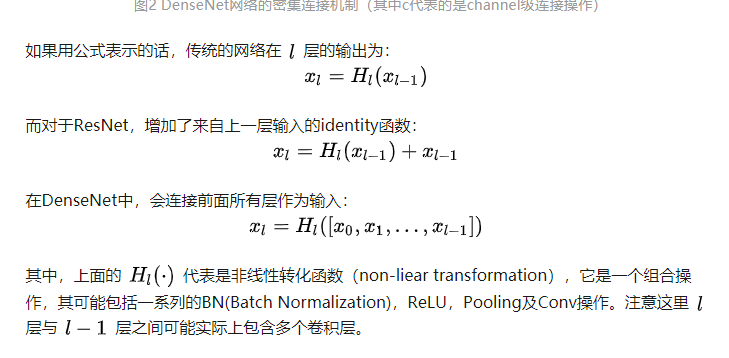 图2 DenseNet网络的密集连接机制（其中c代表的是channel级连接操作）
如果用公式表示的话，传统的网络在 l 层的输出为：
x_l = H_l(x_{l-1})
而对于ResNet，增加了来自上一层输入的identity函数：
x_l = H_l(x_{l-1}) + x_{l-1}
在DenseNet中，会连接前面所有层作为输入：
x_l = H_l([x_0, x_1, . . . , x_{l-1}])
其中，上面的 H_l(·) 代表是非线性转化函数（non-liear transformation），它是一个组合操
作，其可能包括一系列的BN(Batch Normalization)，ReLU，Pooling及Conv操作。注意这里 l
层与 l − 1 层之间可能实际上包含多个卷积层。